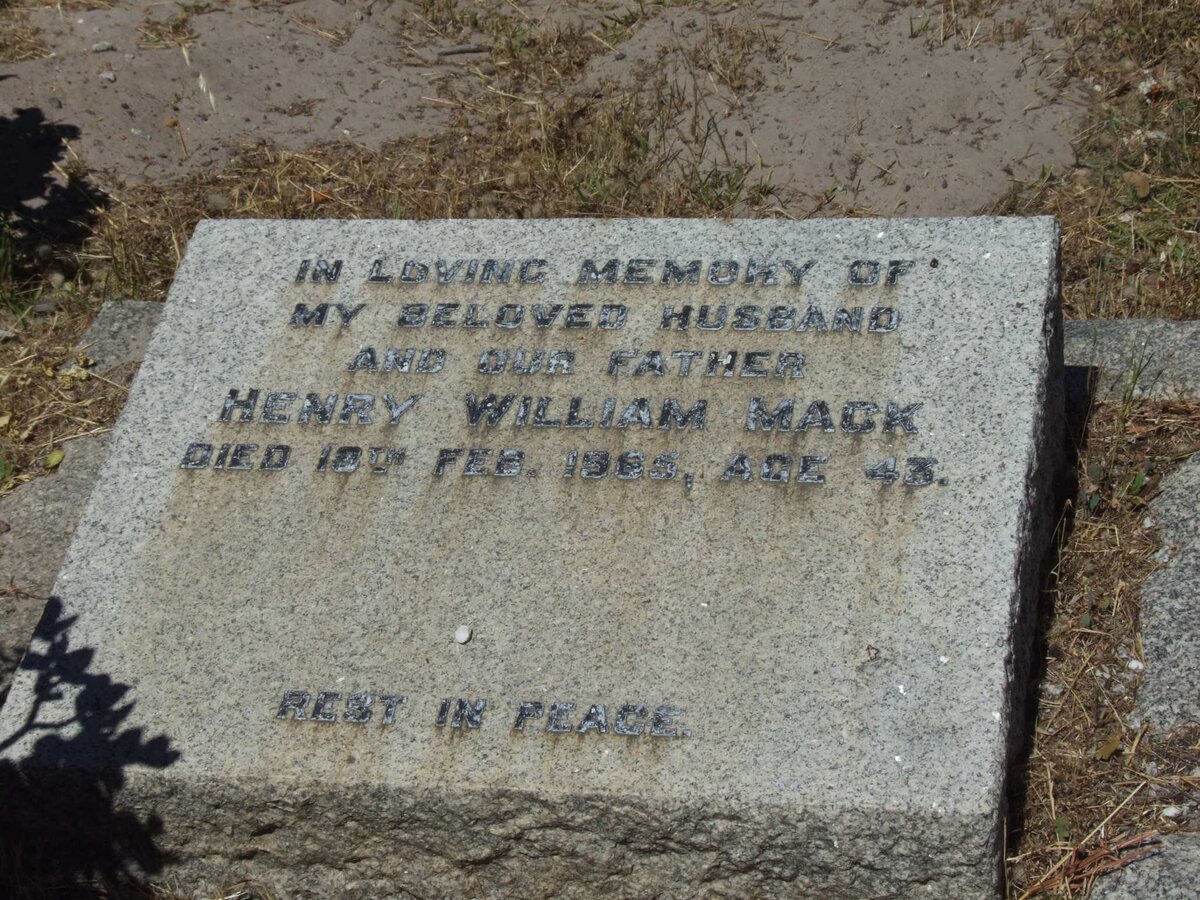 IN LOVING MEMORY OF
MY BELOVED HUSBAND
AND OUR FATHER
HENRY WILLIAM MACK
DIED FEB. 1965, AGE 43.
REST IN PEACE.